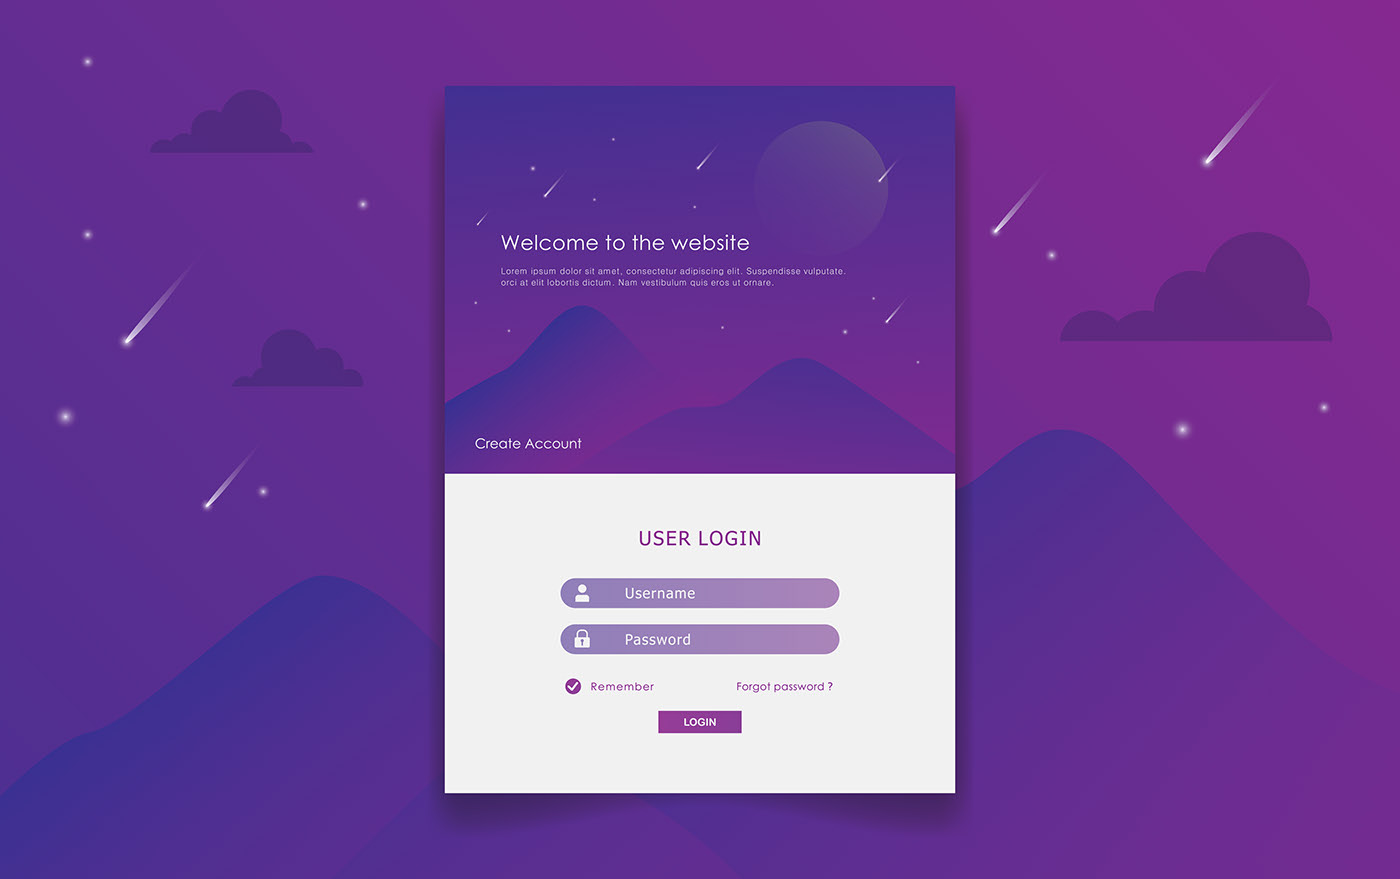 Welcome to the website
Lorem ipsum dolor sit amet, consectetur adipiscing elit. Suspendisse vulputate.
orci at elit lobortis dictum. Nam vestibulum quis eros ut ornare.
Create Account
USER LOGIN
Username
Password
Remember
Forgot password ?
LOGIN